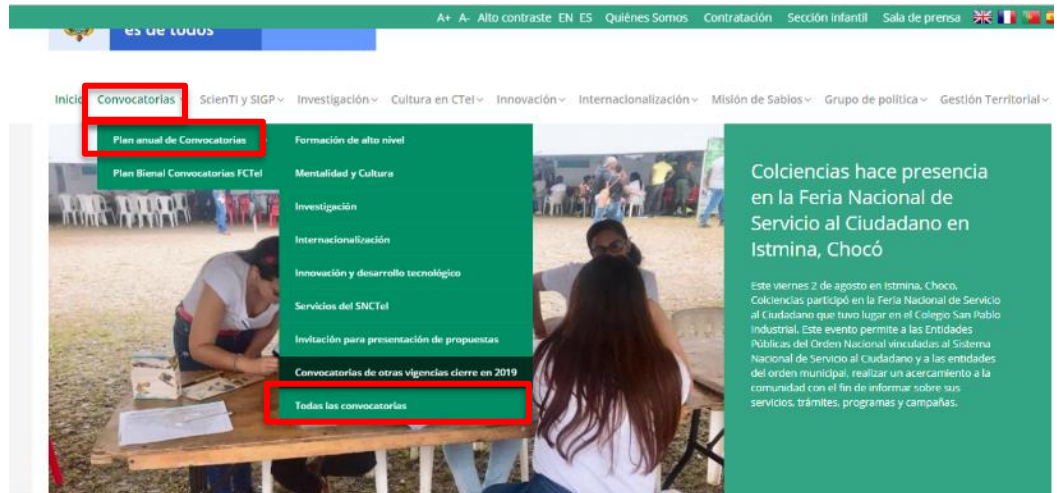 A+ A- Alto contraste EN ES Quiénes Somos Contratación Sección infantil Sala de prensa
es de todos
Inicio Convocatorias ScienTI y SIGP Investigación Cultura en CTeI Innovación Internacionalización Misión de Sabios Grupo de política Gestión Territorial
Plan anual de Convocatorias
Plan Bienal Convocatorias FCTeI
Formación de alto nivel
Mentalidad y Cultura
Investigación
Internacionalización
Innovación y desarrollo tecnológico
Servicios del SNCTeI
Invitación para presentación de propuestas
Convocatorias de otras vigencias cierre en 2019
Todas las convocatorias
Colciencias hace presencia
en la Feria Nacional de
Servicio al Ciudadano en
Istmina, Chocó
Este viernes 2 de agosto en Istmina, Choco,
Colciencias participó en la Feria Nacional de Servicio
al Ciudadano que tuvo lugar en el Colegio San Pablo
Industrial. Este evento permite a las Entidades
Públicas del Orden Nacional vinculadas al Sistema
Nacional de Servicio al Ciudadano y a las entidades
del orden municipal, realizar un acercamiento a la
comunidad con el fin de informar sobre sus
servicios, trámites, programas y campañas.